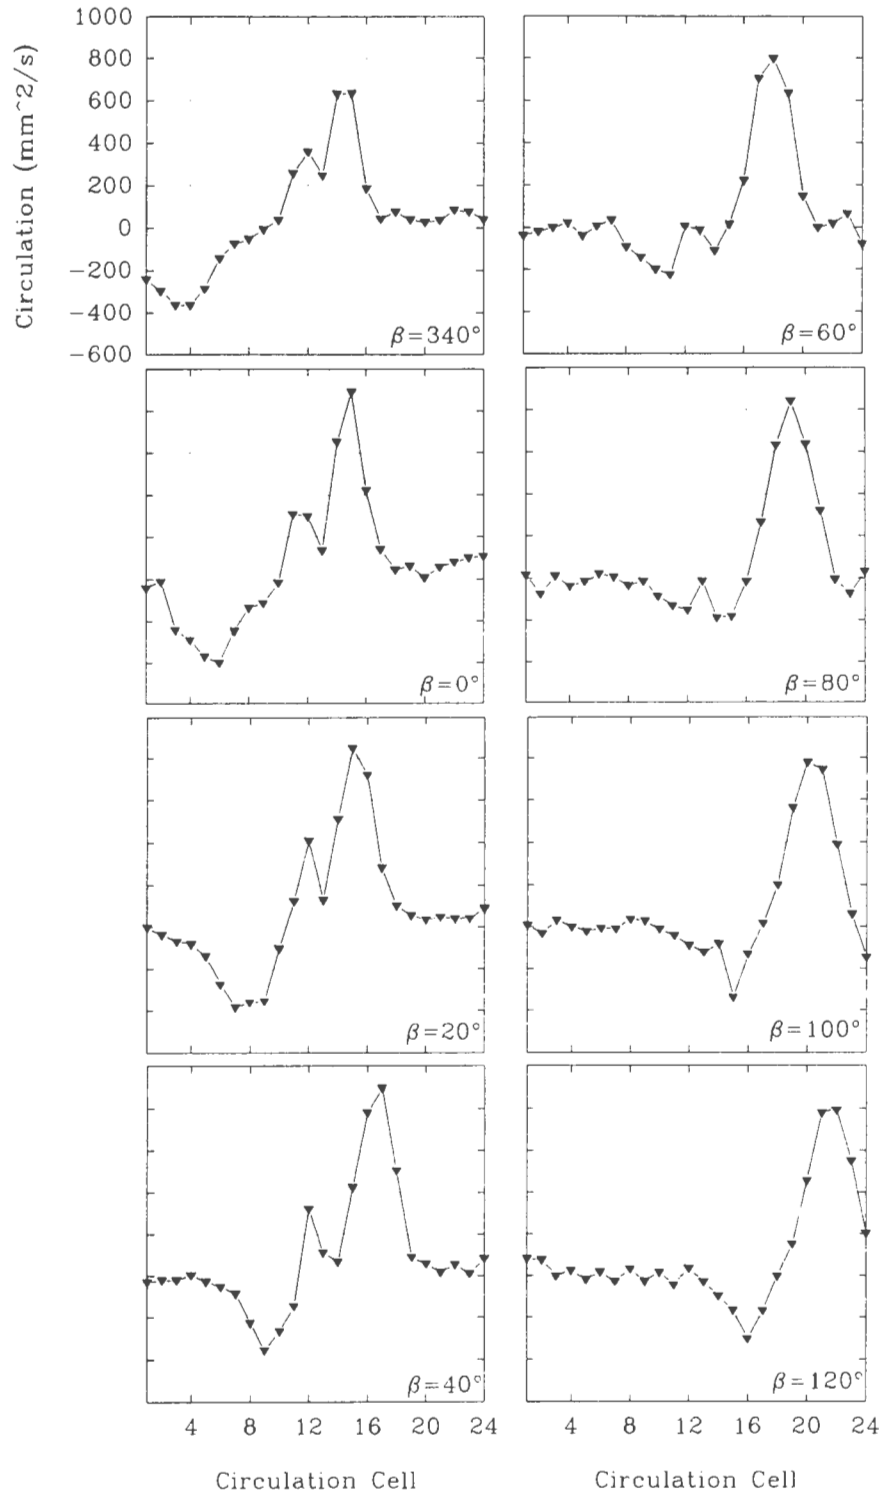 Circulation (mm^2/s)
1000
800
600
400
200
0
−200
−400
−600
β=340°
β=60°
β=0°
β=80°
β=20°
β=100°
β=40°
β=120°
4 8 12 16 20 24
4 8 12 16 20 24
Circulation Cell
Circulation Cell